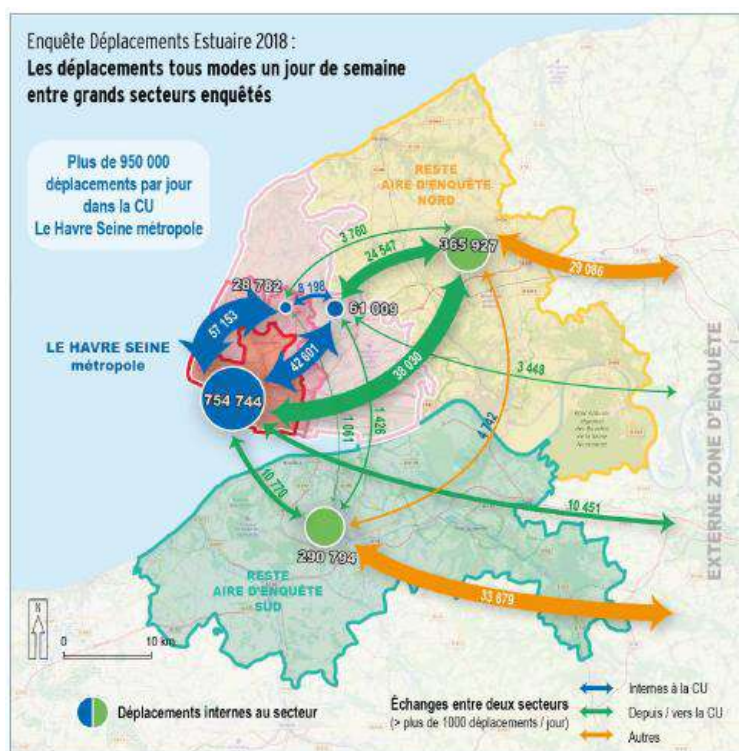 Enquête Déplacements Estuaire 2018 :
Les déplacements tous modes un jour de semaine
entre grands secteurs enquêtés
Plus de 950 000
déplacements par jour
dans la CU
Le Havre Seine métropole
RESTE
AIRE D'ENQUÊTE
NORD
3 760
24 547
365 927
29 086
28 782
8 198
61 009
57 153
42 601
LE HAVRE SEINE
métropole
38 030
3 448
754 744
1 061
1 426
4 742
10 770
10 451
290 794
RESTE
AIRE D'ENQUÊTE
SUD
33 879
EXTERNE ZONE D'ENQUÊTE
N
0 10 km
Déplacements internes au secteur
Échanges entre deux secteurs
(> plus de 1000 déplacements / jour)
Internes à la CU
Depuis / vers la CU
Autres